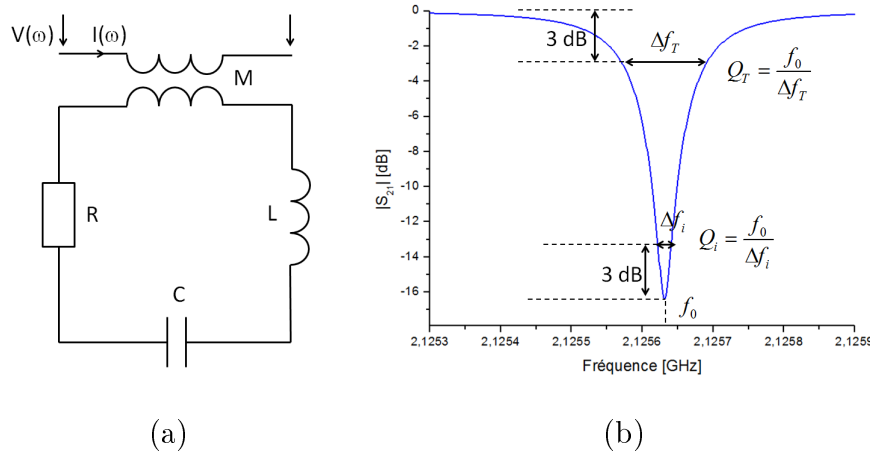 V(ω)
I(ω)
M
R
L
C
(a)
0
-2
-4
-6
-8
-10
-12
-14
-16
|S₂₁| [dB]
3 dB
Δf_T
Q_T = f_0 / Δf_T
Δf_i
Q_i = f_0 / Δf_i
3 dB
f_0
2,1253 2,1254 2,1255 2,1256 2,1257 2,1258 2,1259
Fréquence [GHz]
(b)